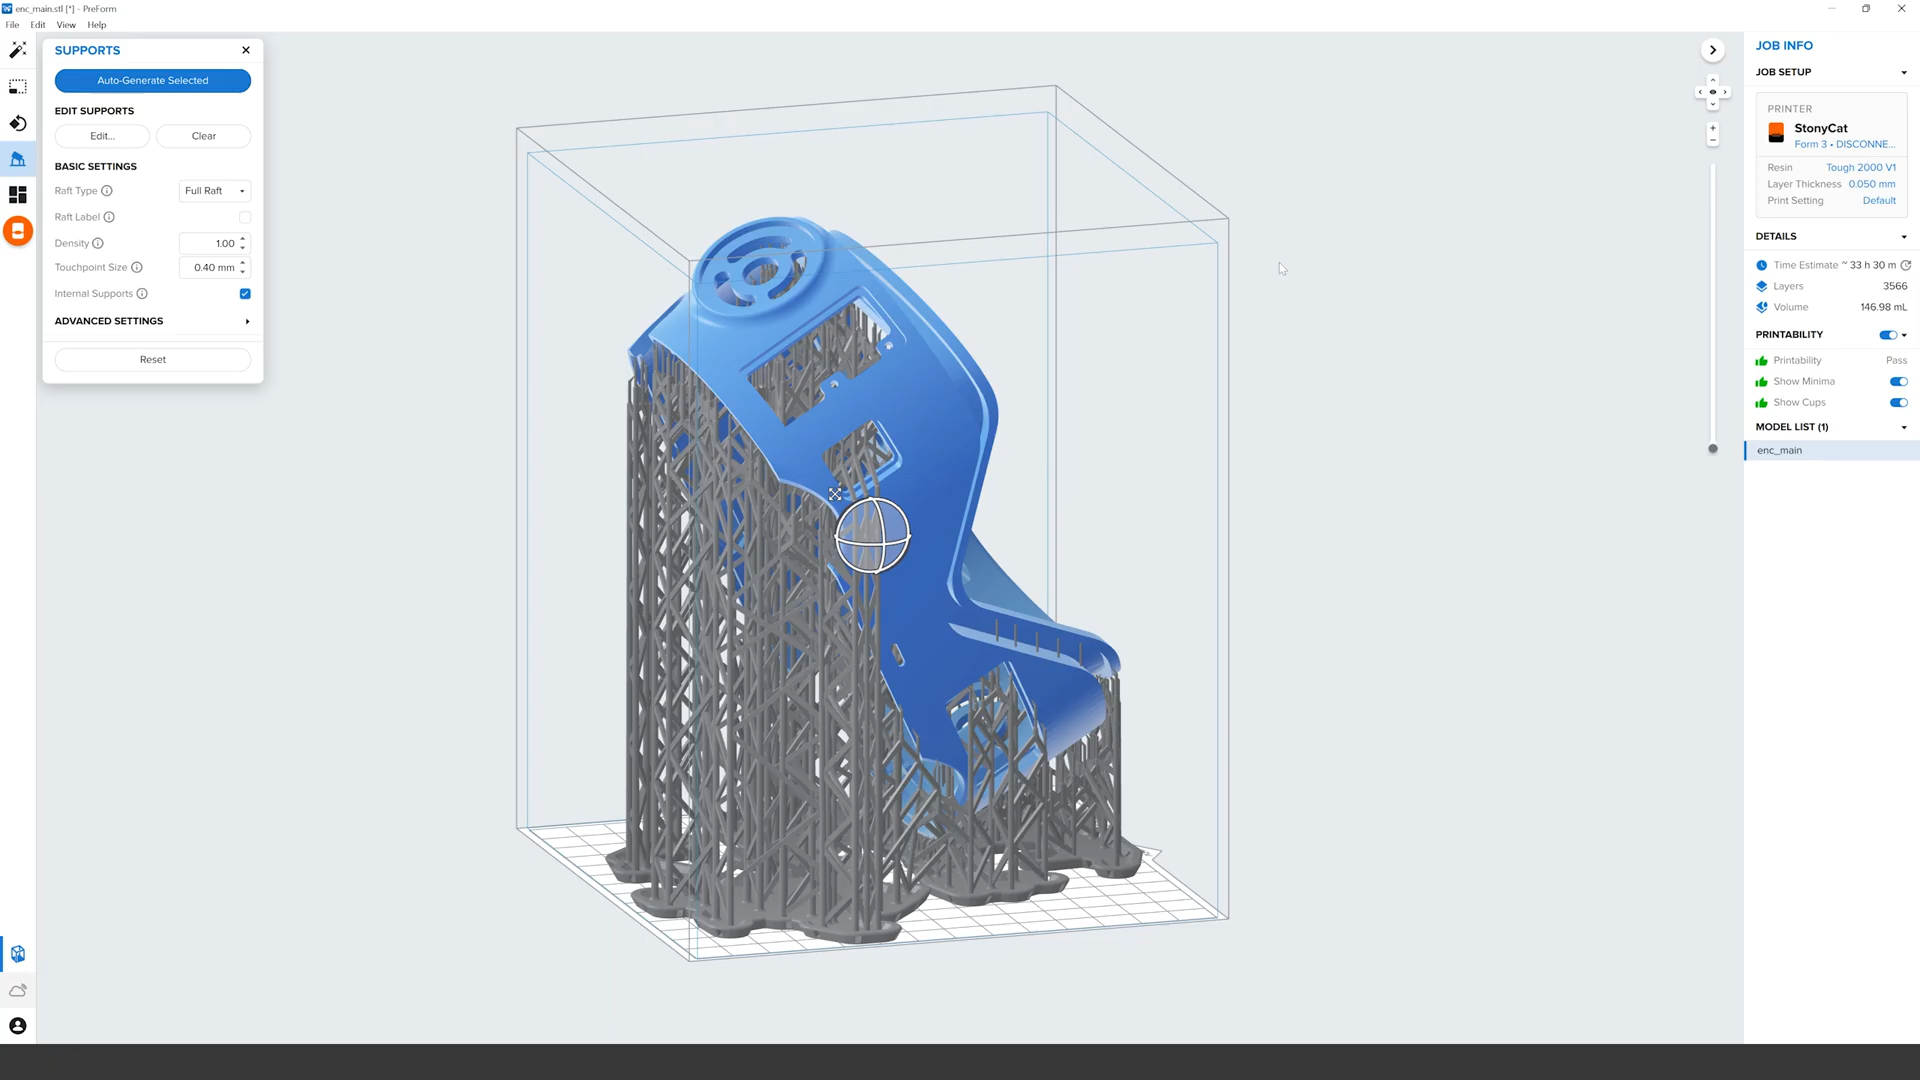 enc_main.stl [*] - PreForm
File Edit View Help
SUPPORTS
Auto-Generate Selected
EDIT SUPPORTS
Edit... Clear
BASIC SETTINGS
Raft Type Full Raft
Raft Label
Density 1.00
Touchpoint Size 0.40 mm
Internal Supports
ADVANCED SETTINGS
Reset
JOB INFO
JOB SETUP
PRINTER
StonyCat
Form 3 • DISCONNE...
Resin Tough 2000 V1
Layer Thickness 0.050 mm
Print Setting Default
DETAILS
Time Estimate ~ 33 h 30 m
Layers 3566
Volume 146.98 mL
PRINTABILITY
Printability Pass
Show Minima
Show Cups
MODEL LIST (1)
enc_main